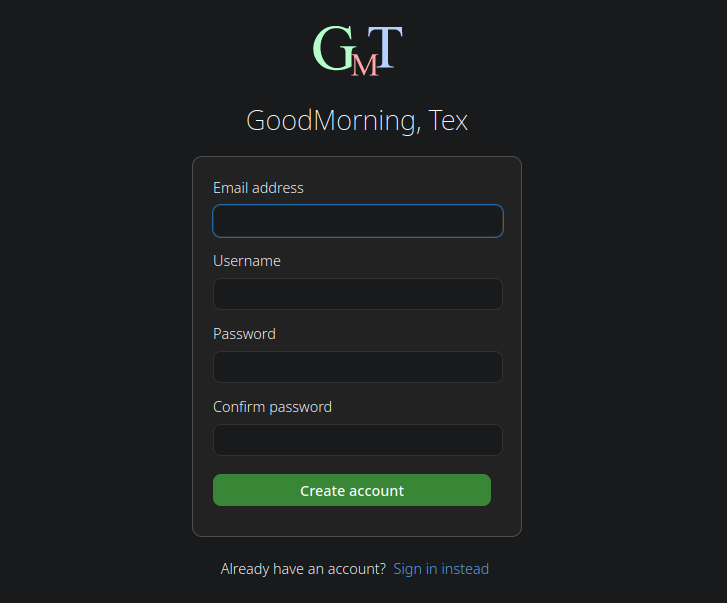 GMT
GoodMorning, Tex
Email address
Username
Password
Confirm password
Create account
Already have an account? Sign in instead